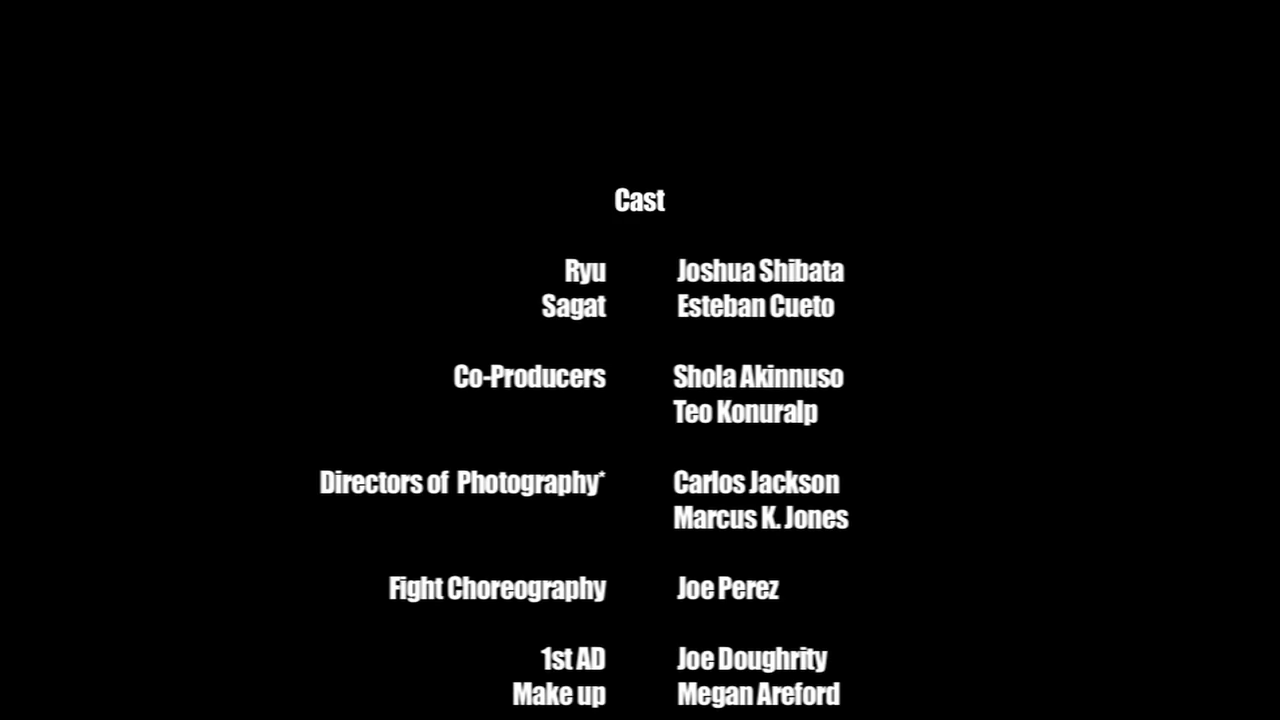 Cast
Ryu Joshua Shibata
Sagat Esteban Cueto
Co-Producers Shola Akinnuso
Teo Konuralp
Directors of Photography* Carlos Jackson
Marcus K. Jones
Fight Choreography Joe Perez
1st AD Joe Doughrity
Make up Megan Areford